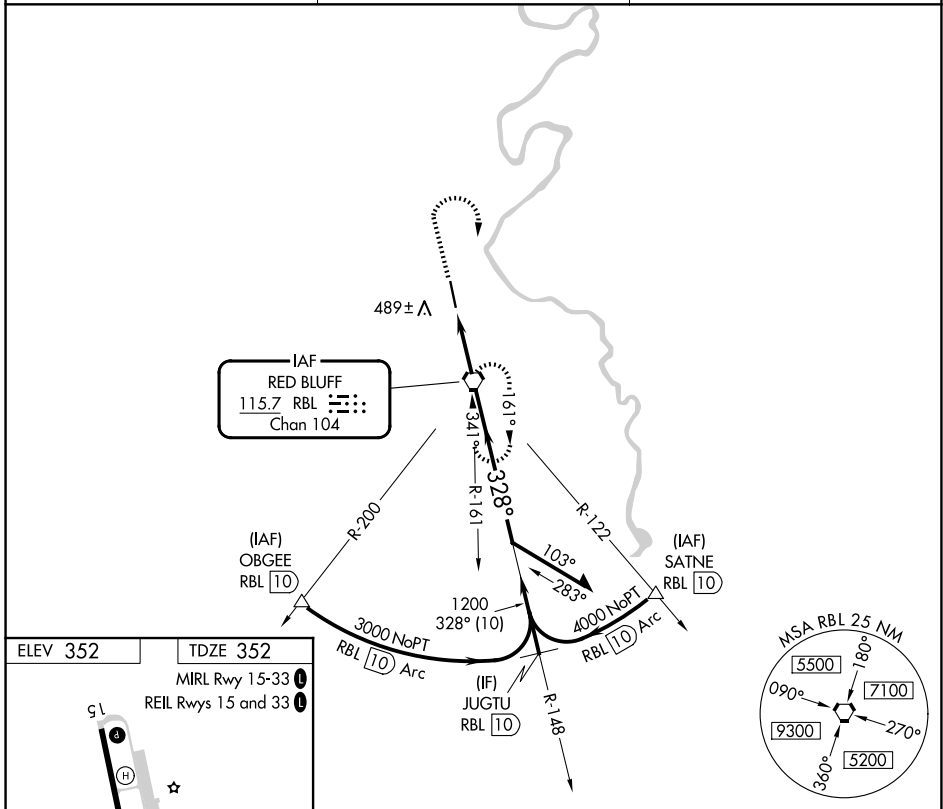 489±
IAF
RED BLUFF
115.7 RBL
Chan 104
161°
341°
R-161
328°
R-200
R-122
(IAF)
OBGEE
RBL 10
(IAF)
SATNE
RBL 10
103°
283°
1200
328° (10)
3000 NoPT
RBL 10 Arc
4000 NoPT
RBL 10 Arc
(IF)
JUGTU
RBL 10
R-148
MSA RBL 25 NM
5500
180°
090°
7100
9300
270°
5200
360°
ELEV 352
TDZE 352
MIRL Rwy 15-33 L
REIL Rwys 15 and 33 L
15
P
H